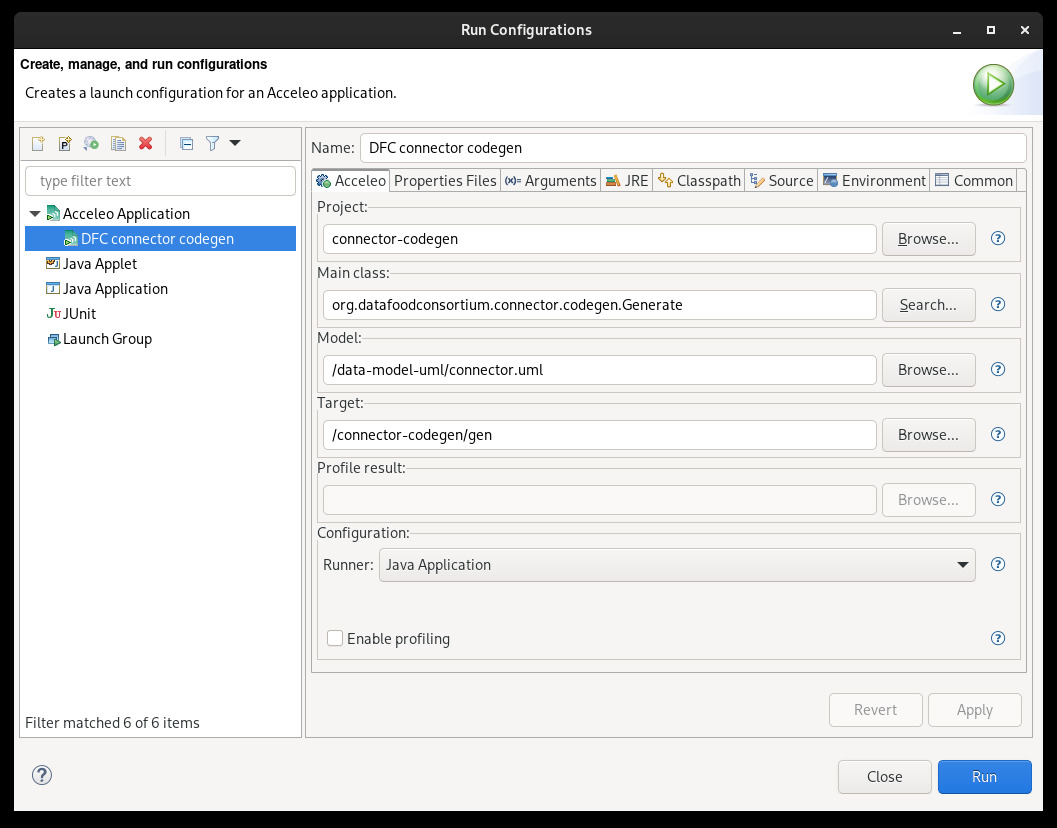 Run Configurations
Create, manage, and run configurations
Creates a launch configuration for an Acceleo application.
type filter text
Acceleo Application
DFC connector codegen
Java Applet
Java Application
JUnit
Launch Group
Filter matched 6 of 6 items
Name: DFC connector codegen
Acceleo Properties Files (x)= Arguments JRE Classpath Source Environment Common
Project:
connector-codegen Browse...
Main class:
org.datafoodconsortium.connector.codegen.Generate Search...
Model:
/data-model-uml/connector.uml Browse...
Target:
/connector-codegen/gen Browse...
Profile result:
Browse...
Configuration:
Runner: Java Application
Enable profiling
Revert Apply
Close Run